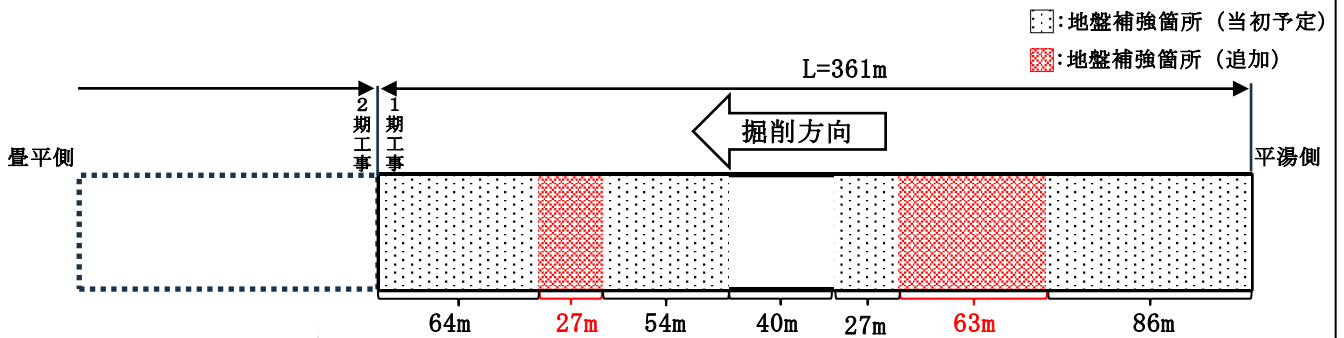 :地盤補強箇所（当初予定）
:地盤補強箇所（追加）
L=361m
2期工事
1期工事
掘削方向
畳平側
平湯側
64m
27m
54m
40m
27m
63m
86m